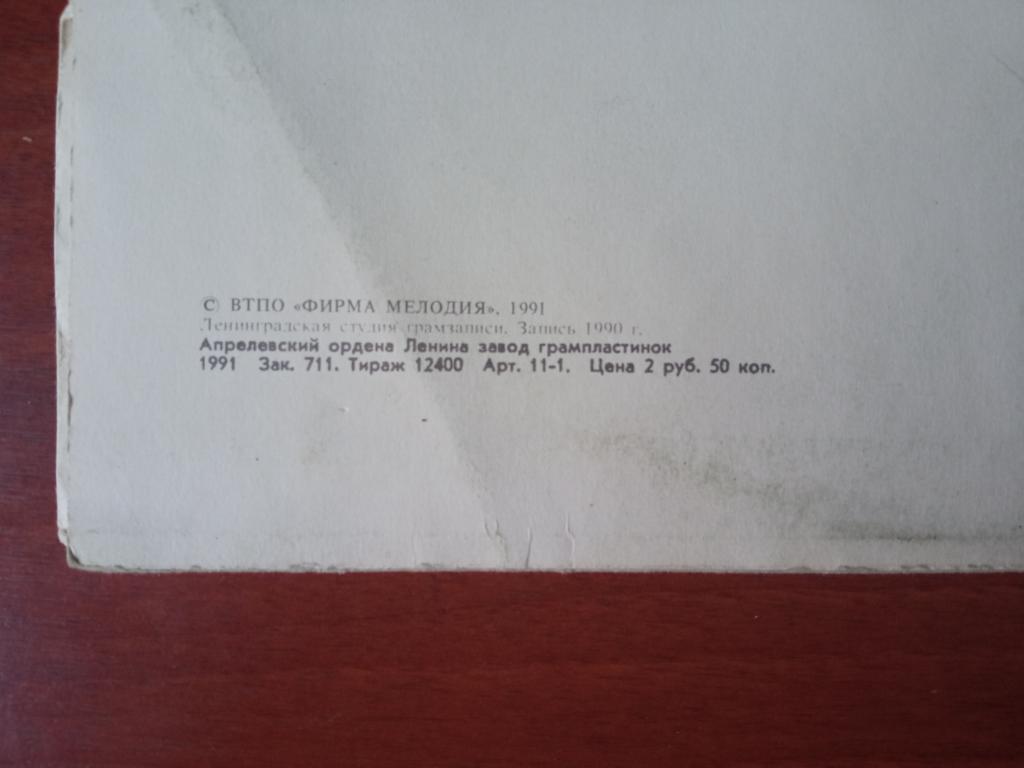 © ВТПО «ФИРМА МЕЛОДИЯ», 1991
Ленинградская студия грамзаписи. Запись 1990 г.
Апрелевский ордена Ленина завод грампластинок
1991 Зак. 711. Тираж 12400 Арт. 11-1. Цена 2 руб. 50 коп.